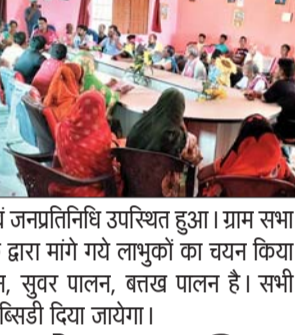 जनप्रतिनिधि उपस्थित हुआ। ग्राम सभा
द्वारा मांगे गये लाभुकों का चयन किया
सुवर पालन, बत्तख पालन है। सभी
दिया जायेगा।